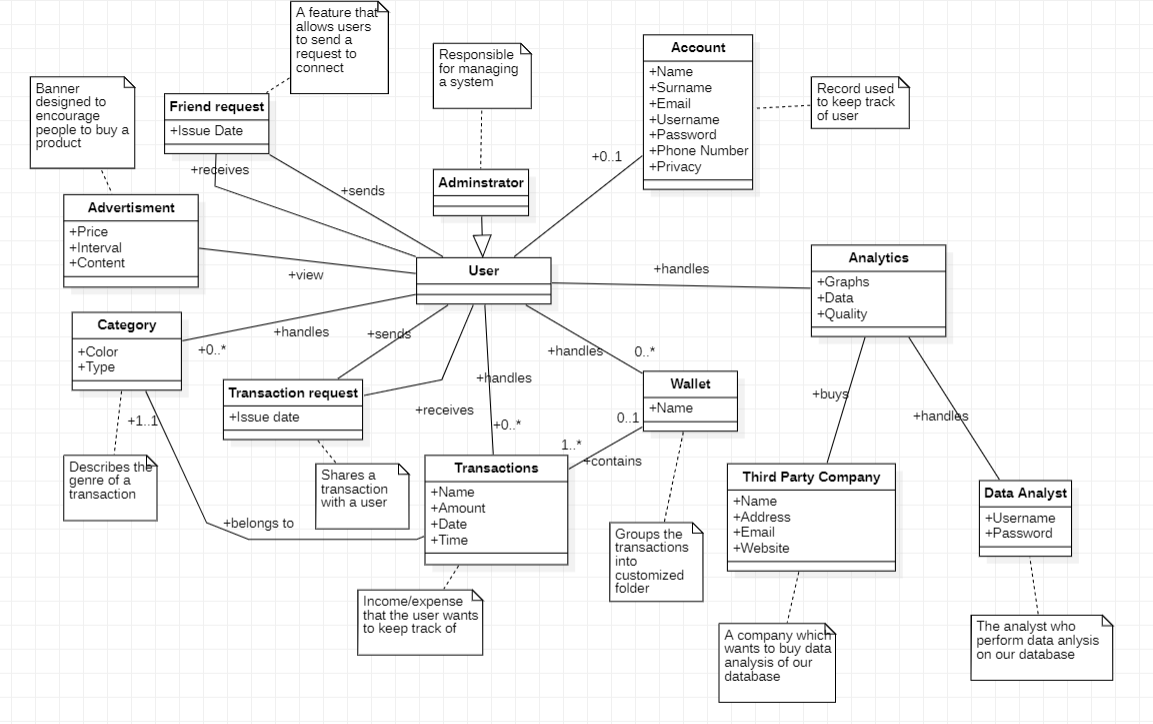 A feature that
allows users
to send a
request to
connect
Responsible
for managing
a system
Account
+Name
+Surname
+Email
+Username
+Password
+Phone Number
+Privacy
Record used
to keep track
of user
Banner
designed to
encourage
people to buy a
product
Friend request
+Issue Date
+receives
+sends
+0..1
Adminstrator
Advertisment
+Price
+Interval
+Content
+view
User
+handles
Analytics
+Graphs
+Data
+Quality
Category
+Color
+Type
+handles
+0..*
+sends
+handles
0..*
Transaction request
+Issue date
+receives
+handles
+0..*
Wallet
+Name
0..1
1..*
+contains
+buys
+handles
+1..1
Describes the
genre of a
transaction
Shares a
transaction
with a user
+belongs to
Transactions
+Name
+Amount
+Date
+Time
Third Party Company
+Name
+Address
+Email
+Website
Data Analyst
+Username
+Password
Groups the
transactions
into
customized
folder
Income/expense
that the user wants
to keep track of
A company which
wants to buy data
analysis of our
database
The analyst who
perform data anlysis
on our database